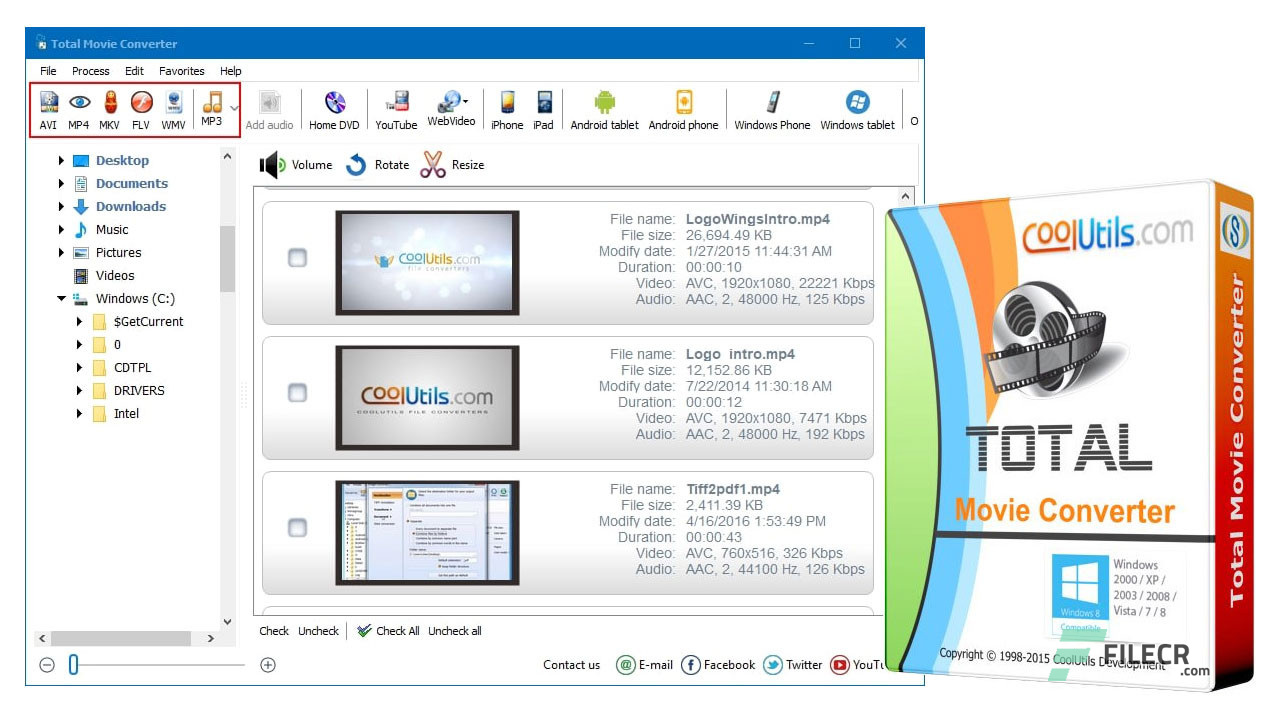 Total Movie Converter
File Process Edit Favorites Help
AVI MP4 MKV FLV WMV MP3 Add audio Home DVD YouTube WebVideo iPhone iPad Android tablet Android phone Windows Phone Windows tablet O
Volume Rotate Resize
Desktop
Documents
Downloads
Music
Pictures
Videos
Windows (C:)
$GetCurrent
0
CDTPL
DRIVERS
Intel
COOLUtils.com
file converters
File name: LogoWingsIntro.mp4
File size: 26,694.49 KB
Modify date: 1/27/2015 11:44:31 AM
Duration: 00:00:10
Video: AVC, 1920x1080, 22221 Kbps
Audio: AAC, 2, 48000 Hz, 125 Kbps
COOLUtils.com
COOLUTILS FILE CONVERTERS
File name: Logo intro.mp4
File size: 12,152.86 KB
Modify date: 7/22/2014 11:30:18 AM
Duration: 00:00:12
Video: AVC, 1920x1080, 7471 Kbps
Audio: AAC, 2, 48000 Hz, 192 Kbps
File name: Tiff2pdf1.mp4
File size: 2,411.39 KB
Modify date: 4/16/2016 1:53:49 PM
Duration: 00:00:43
Video: AVC, 760x516, 326 Kbps
Audio: AAC, 2, 44100 Hz, 126 Kbps
Check Uncheck Check All Uncheck all
Contact us E-mail Facebook Twitter YouTu
COOLUtils.com
TOTAL
Movie Converter
Windows 8
Compatible
Windows
2000 / XP /
2003 / 2008 /
Vista / 7 / 8
Copyright © 1998-2015 CoolUtils Development
FILECR
.com
Total Movie Converter